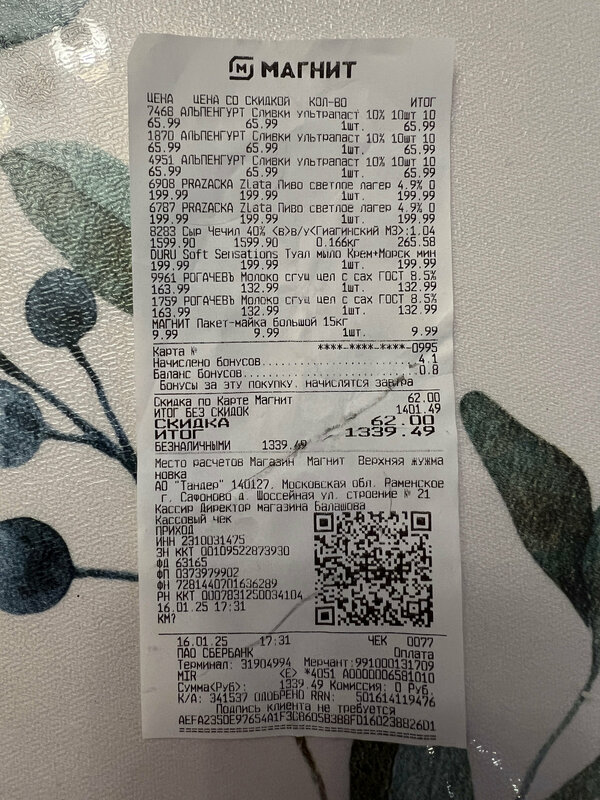 МАГНИТ
ЦЕНА ЦЕНА СО СКИДКОЙ КОЛ-ВО ИТОГ
7468 АЛЬПЕНГУРТ Сливки ультрапаст 10% 10шт 10
65.99 65.99 1шт. 65.99
1870 АЛЬПЕНГУРТ Сливки ультрапаст 10% 10шт 10
65.99 65.99 1шт. 65.99
4951 АЛЬПЕНГУРТ Сливки ультрапаст 10% 10шт 10
65.99 65.99 1шт. 65.99
6908 PRAZACKA Zlata Пиво светлое лагер 4.9% 0
199.99 199.99 1шт. 199.99
6787 PRAZACKA Zlata Пиво светлое лагер 4.9% 0
199.99 199.99 1шт. 199.99
8283 Сыр Чечил 40% <в>в/у<Гиагинский МЗ>:1.04
1599.90 1599.90 0.166кг 265.58
DURU Soft Sensations Туал мыло Крем+Морск мин
199.99 199.99 1шт. 199.99
9961 РОГАЧЕВЪ Молоко сгущ цел с сах ГОСТ 8.5%
163.99 132.99 1шт. 132.99
1759 РОГАЧЕВЪ Молоко сгущ цел с сах ГОСТ 8.5%
163.99 132.99 1шт. 132.99
МАГНИТ Пакет-майка большой 15кг
9.99 9.99 1шт. 9.99
Карта № ****-****-****-0995
Начислено бонусов 4.1
Баланс бонусов 0.8
Бонусы за эту покупку, начислятся завтра
Скидка по Карте Магнит 62.00
ИТОГ БЕЗ СКИДОК 1401.49
СКИДКА 62.00
ИТОГ 1339.49
БЕЗНАЛИЧНЫМИ 1339.49
Место расчетов Магазин Магнит Верхняя жужма
новка
АО "Тандер" 140127, Московская обл, Раменское
г, Сафоново д, Шоссейная ул, строение № 21
Кассир Директор магазина Балашова
Кассовый чек
ПРИХОД
ИНН 2310031475
ЗН ККТ 00109522873930
ФД 63165
ФП 0373979902
ФН 7281440701636289
РН ККТ 0007831250034104
16.01.25 17:31
КМ?
16.01.25 17:31 ЧЕК 0077
ПАО СБЕРБАНК Оплата
Терминал: 31904994 Мерчант:991000131709
MIR <E> *4051 A0000006581010
Сумма<Руб>: 1339.49 Комиссия: 0 Руб.
К/А: 341537 ОДОБРЕНО RRN: 501614119476
Подпись клиента не требуется
AEFA235DE97654A1F3C8605B388FD160238826D1